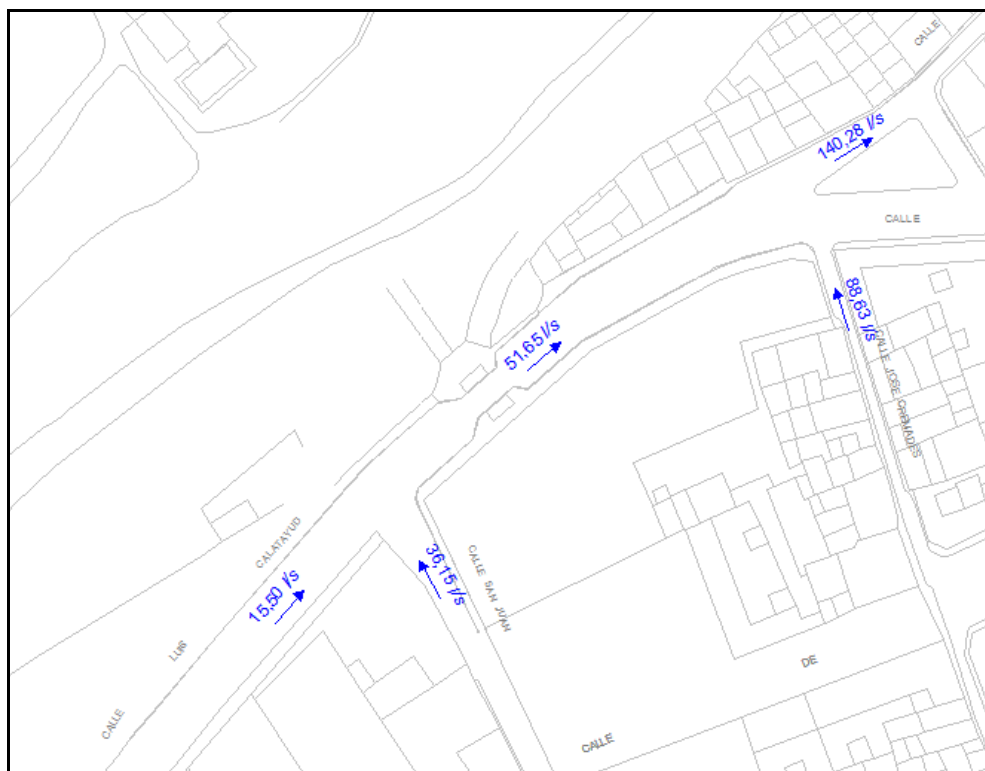 CALLE
140,28 l/s
CALLE
88,63 l/s
CALLE JOSE CREMADES
51,65 l/s
CALATAYUD
36,15 l/s
CALLE SAN JUAN
15,50 l/s
LUIS
DE
CALLE
CALLE